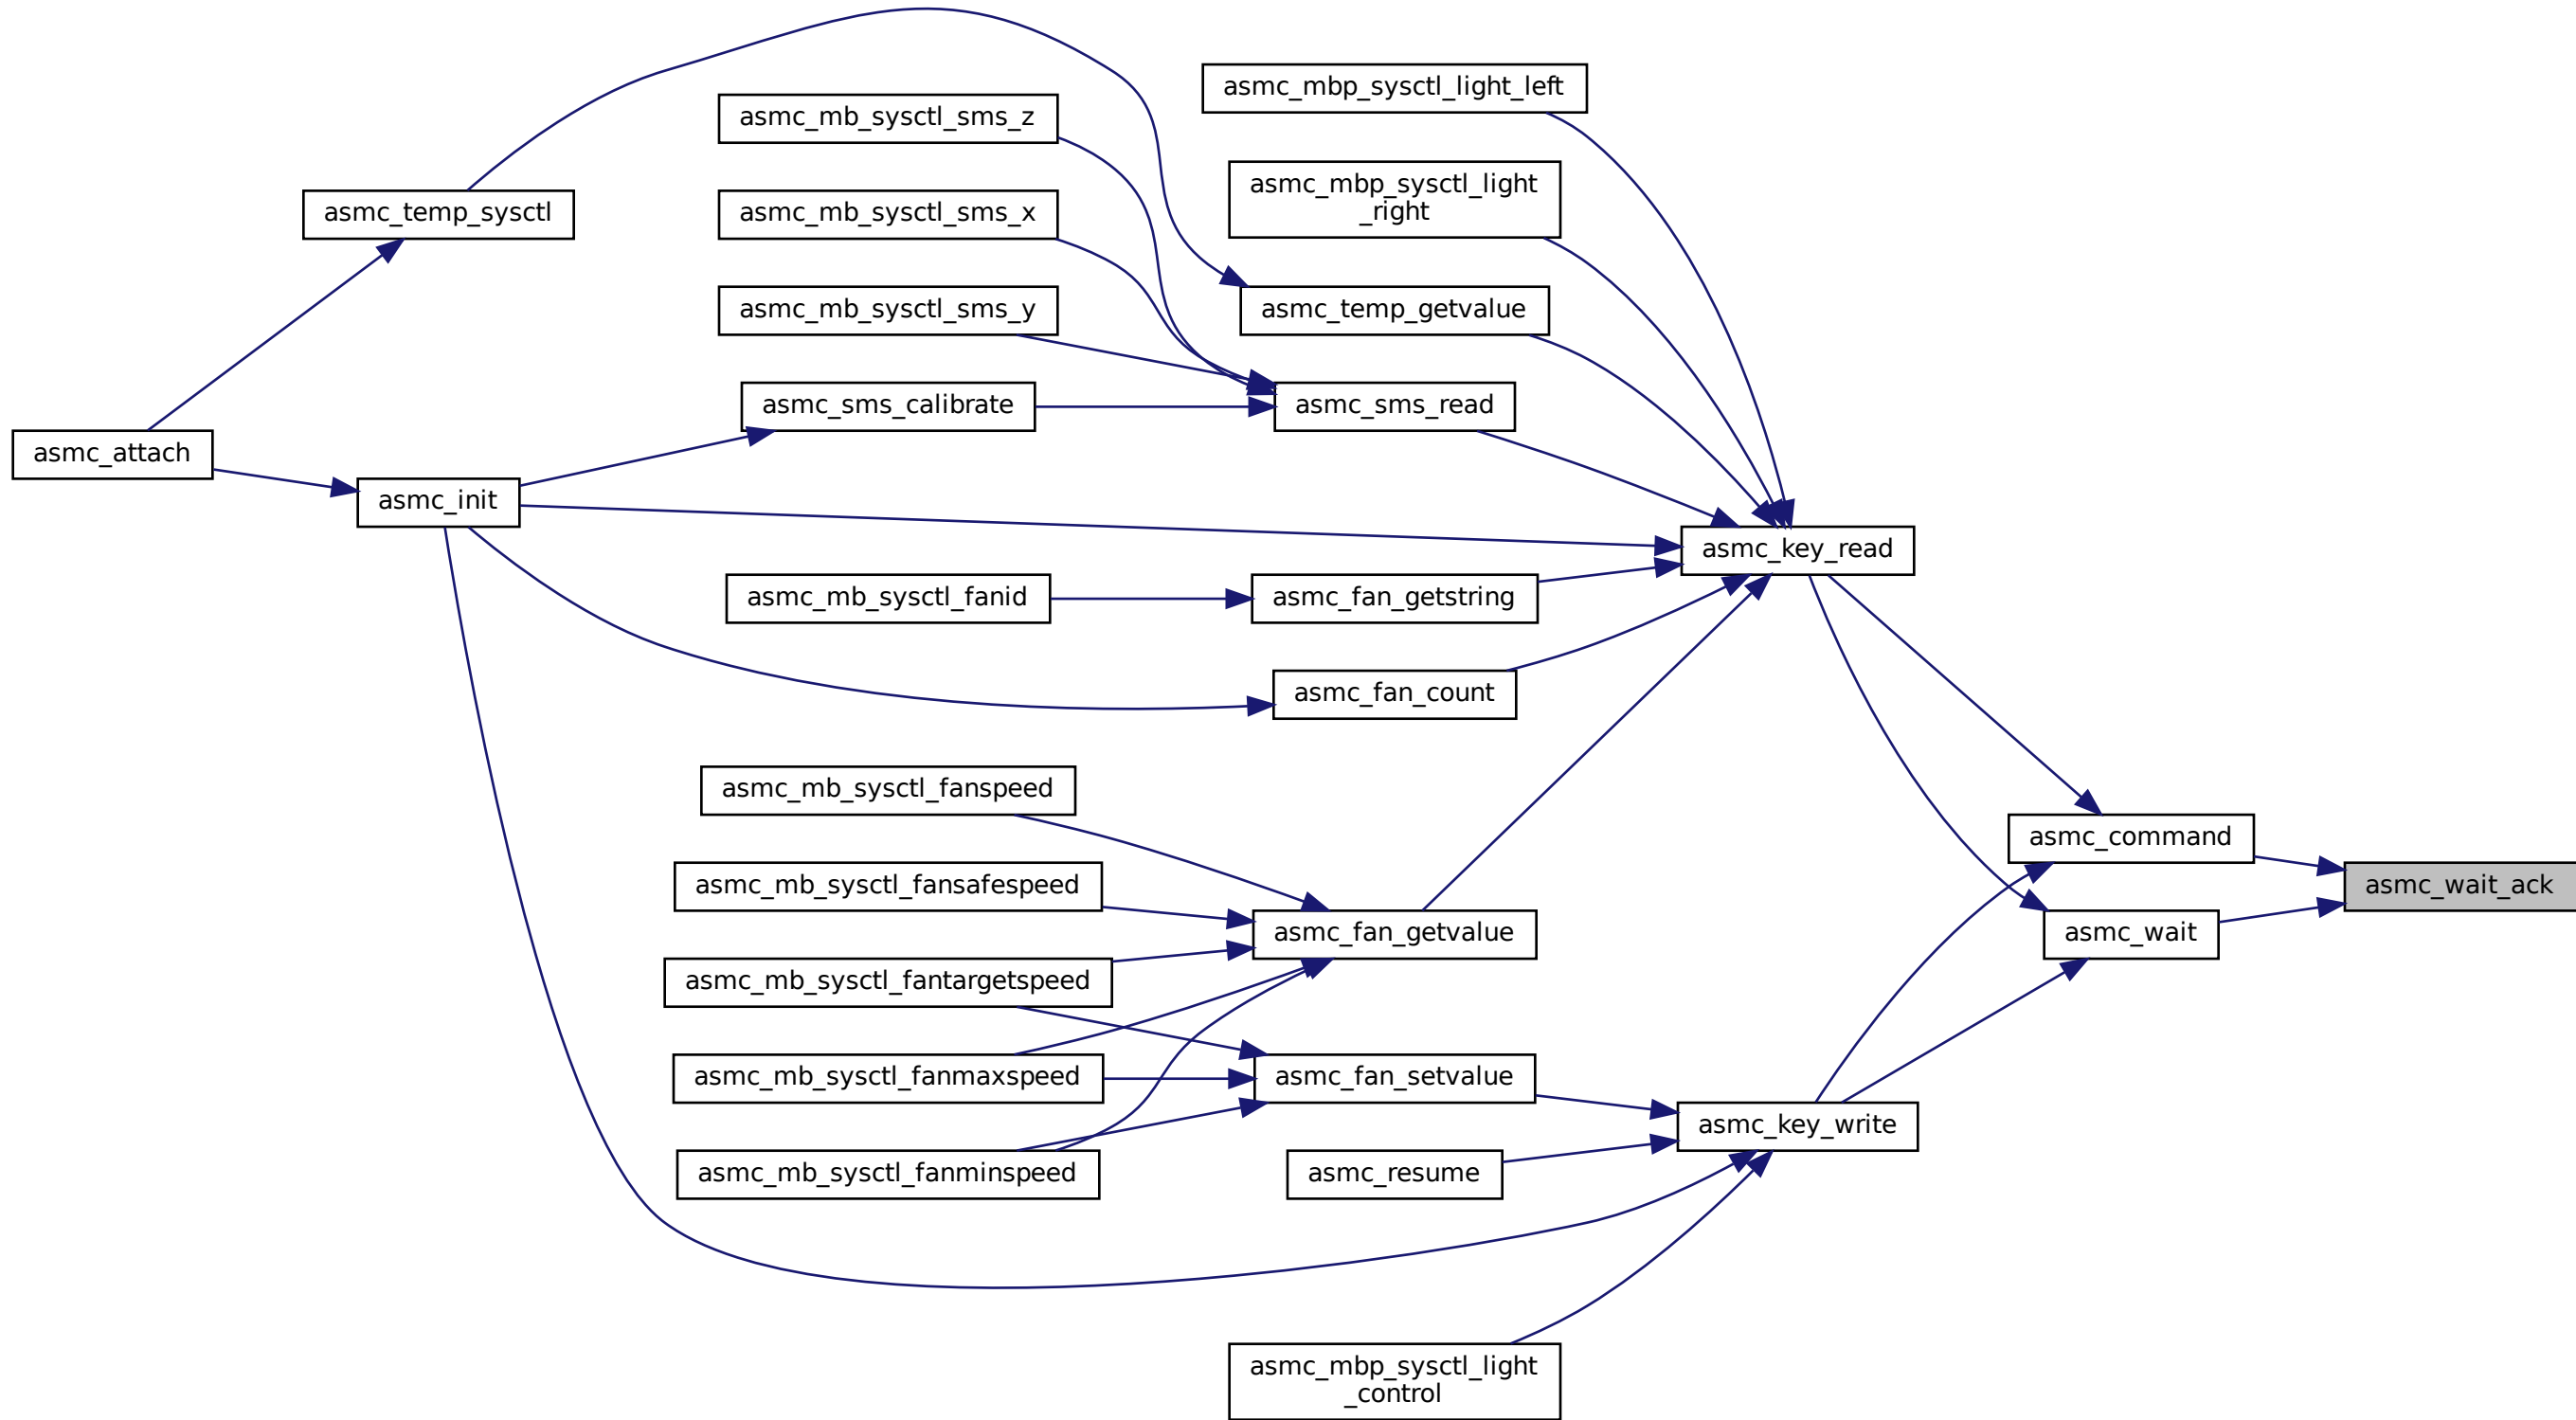 asmc_mbp_sysctl_light_left
asmc_mb_sysctl_sms_z
asmc_mbp_sysctl_light
_right
asmc_temp_sysctl
asmc_mb_sysctl_sms_x
asmc_mb_sysctl_sms_y
asmc_temp_getvalue
asmc_sms_calibrate
asmc_sms_read
asmc_attach
asmc_init
asmc_key_read
asmc_mb_sysctl_fanid
asmc_fan_getstring
asmc_fan_count
asmc_mb_sysctl_fanspeed
asmc_command
asmc_mb_sysctl_fansafespeed
asmc_wait_ack
asmc_fan_getvalue
asmc_wait
asmc_mb_sysctl_fantargetspeed
asmc_mb_sysctl_fanmaxspeed
asmc_fan_setvalue
asmc_key_write
asmc_mb_sysctl_fanminspeed
asmc_resume
asmc_mbp_sysctl_light
_control